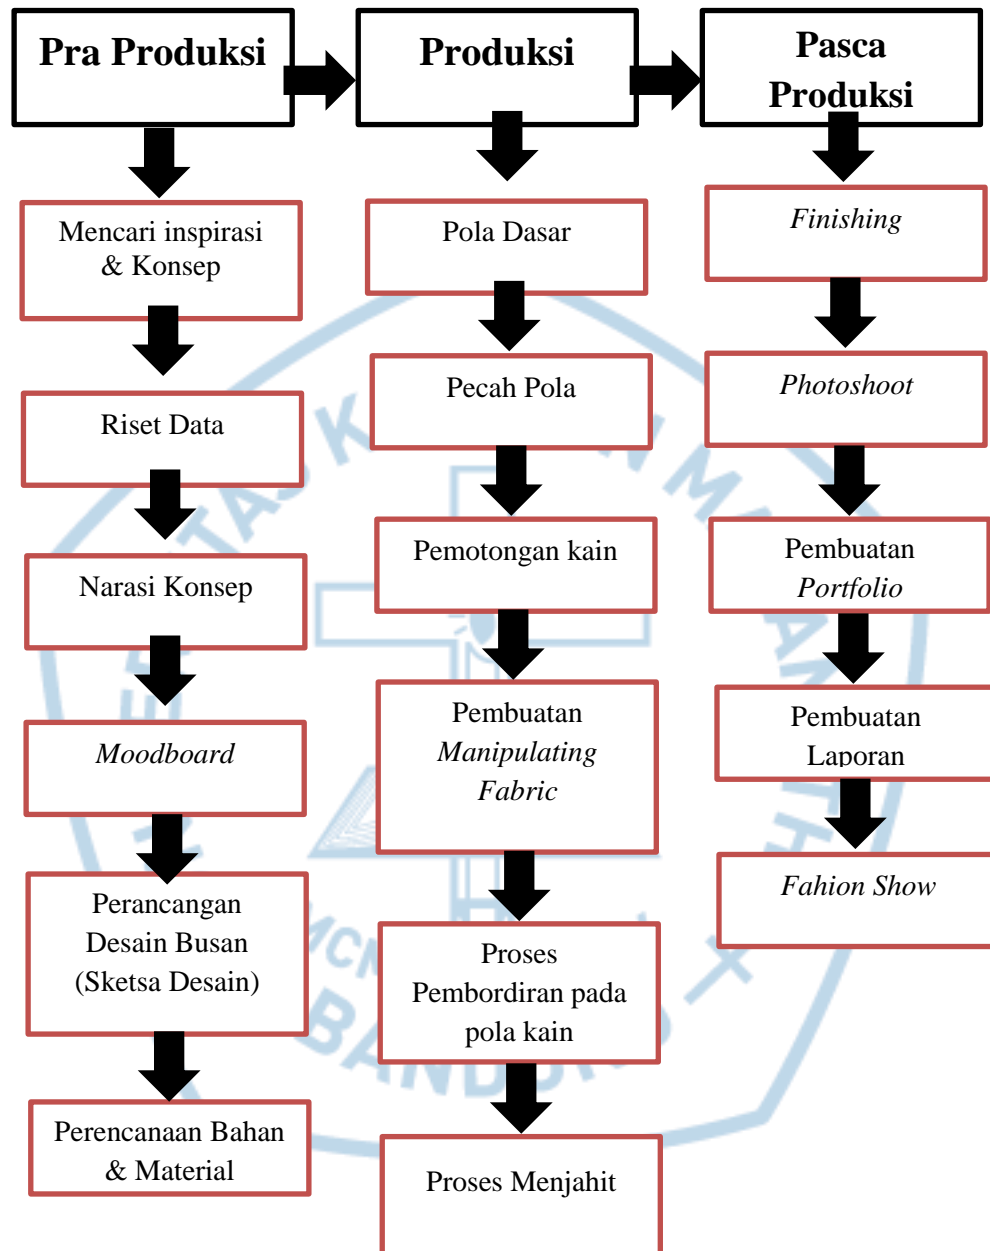 Pra Produksi
Mencari inspirasi
& Konsep
Riset Data
Narasi Konsep
Moodboard
Perancangan
Desain Busan
(Sketsa Desain)
Perencanaan Bahan
& Material
Produksi
Pola Dasar
Pecah Pola
Pemotongan kain
Pembuatan
Manipulating
Fabric
Proses
Pembordiran pada
pola kain
Proses Menjahit
Pasca
Produksi
Finishing
Photoshoot
Pembuatan
Portfolio
Pembuatan
Laporan
Fahion Show